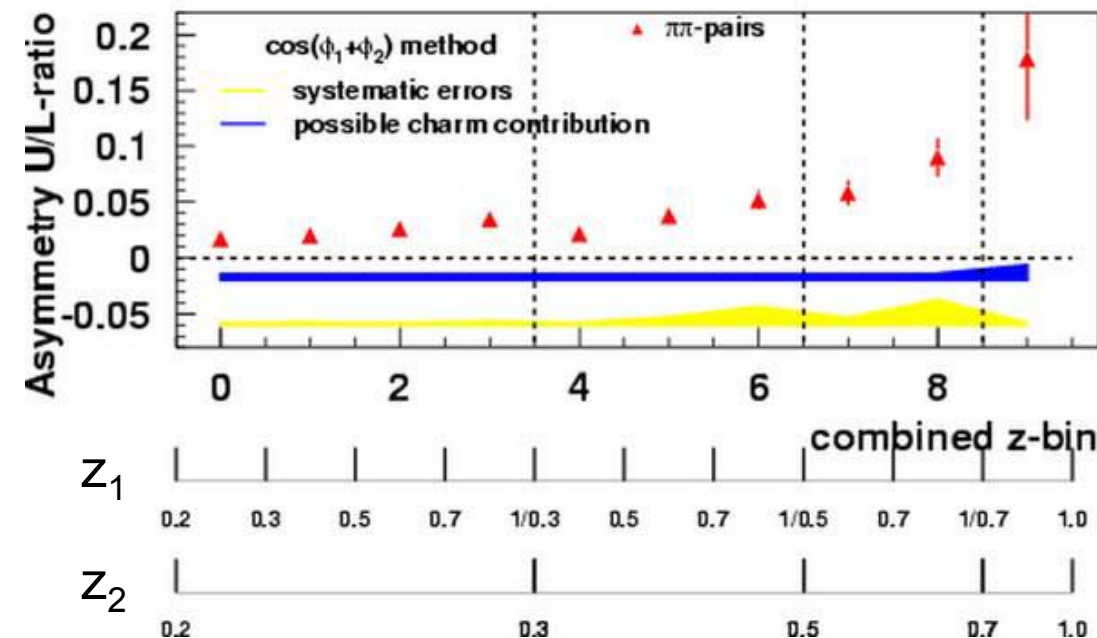 Asymmetry U/L-ratio
0.2
0.15
0.1
0.05
0
-0.05
cos(ϕ₁+ϕ₂) method
ππ-pairs
systematic errors
possible charm contribution
0 2 4 6 8
combined z-bin
z₁
0.2 0.3 0.5 0.7 1/0.3 0.5 0.7 1/0.5 0.7 1/0.7 1.0
z₂
0.2 0.3 0.5 0.7 1.0